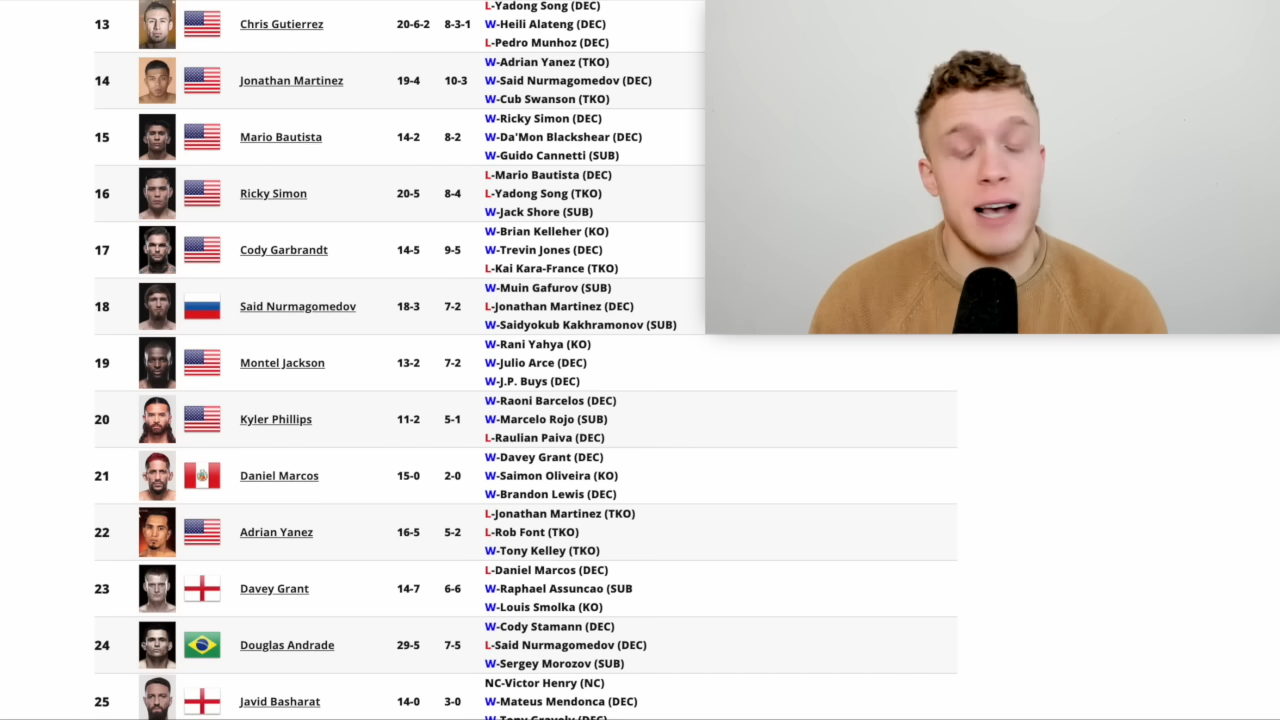 L-Yadong Song (DEC)
13 Chris Gutierrez 20-6-2 8-3-1 W-Heili Alateng (DEC)
L-Pedro Munhoz (DEC)
W-Adrian Yanez (TKO)
14 Jonathan Martinez 19-4 10-3 W-Said Nurmagomedov (DEC)
W-Cub Swanson (TKO)
W-Ricky Simon (DEC)
15 Mario Bautista 14-2 8-2 W-Da'Mon Blackshear (DEC)
W-Guido Cannetti (SUB)
L-Mario Bautista (DEC)
16 Ricky Simon 20-5 8-4 L-Yadong Song (TKO)
W-Jack Shore (SUB)
W-Brian Kelleher (KO)
17 Cody Garbrandt 14-5 9-5 W-Trevin Jones (DEC)
L-Kai Kara-France (TKO)
W-Muin Gafurov (SUB)
18 Said Nurmagomedov 18-3 7-2 L-Jonathan Martinez (DEC)
W-Saidyokub Kakhramonov (SUB)
W-Rani Yahya (KO)
19 Montel Jackson 13-2 7-2 W-Julio Arce (DEC)
W-J.P. Buys (DEC)
W-Raoni Barcelos (DEC)
20 Kyler Phillips 11-2 5-1 W-Marcelo Rojo (SUB)
L-Raulian Paiva (DEC)
W-Davey Grant (DEC)
21 Daniel Marcos 15-0 2-0 W-Saimon Oliveira (KO)
W-Brandon Lewis (DEC)
L-Jonathan Martinez (TKO)
22 Adrian Yanez 16-5 5-2 L-Rob Font (TKO)
W-Tony Kelley (TKO)
L-Daniel Marcos (DEC)
23 Davey Grant 14-7 6-6 W-Raphael Assuncao (SUB
W-Louis Smolka (KO)
W-Cody Stamann (DEC)
24 Douglas Andrade 29-5 7-5 L-Said Nurmagomedov (DEC)
W-Sergey Morozov (SUB)
NC-Victor Henry (NC)
25 Javid Basharat 14-0 3-0 W-Mateus Mendonca (DEC)
W-Tony Gravely (DEC)